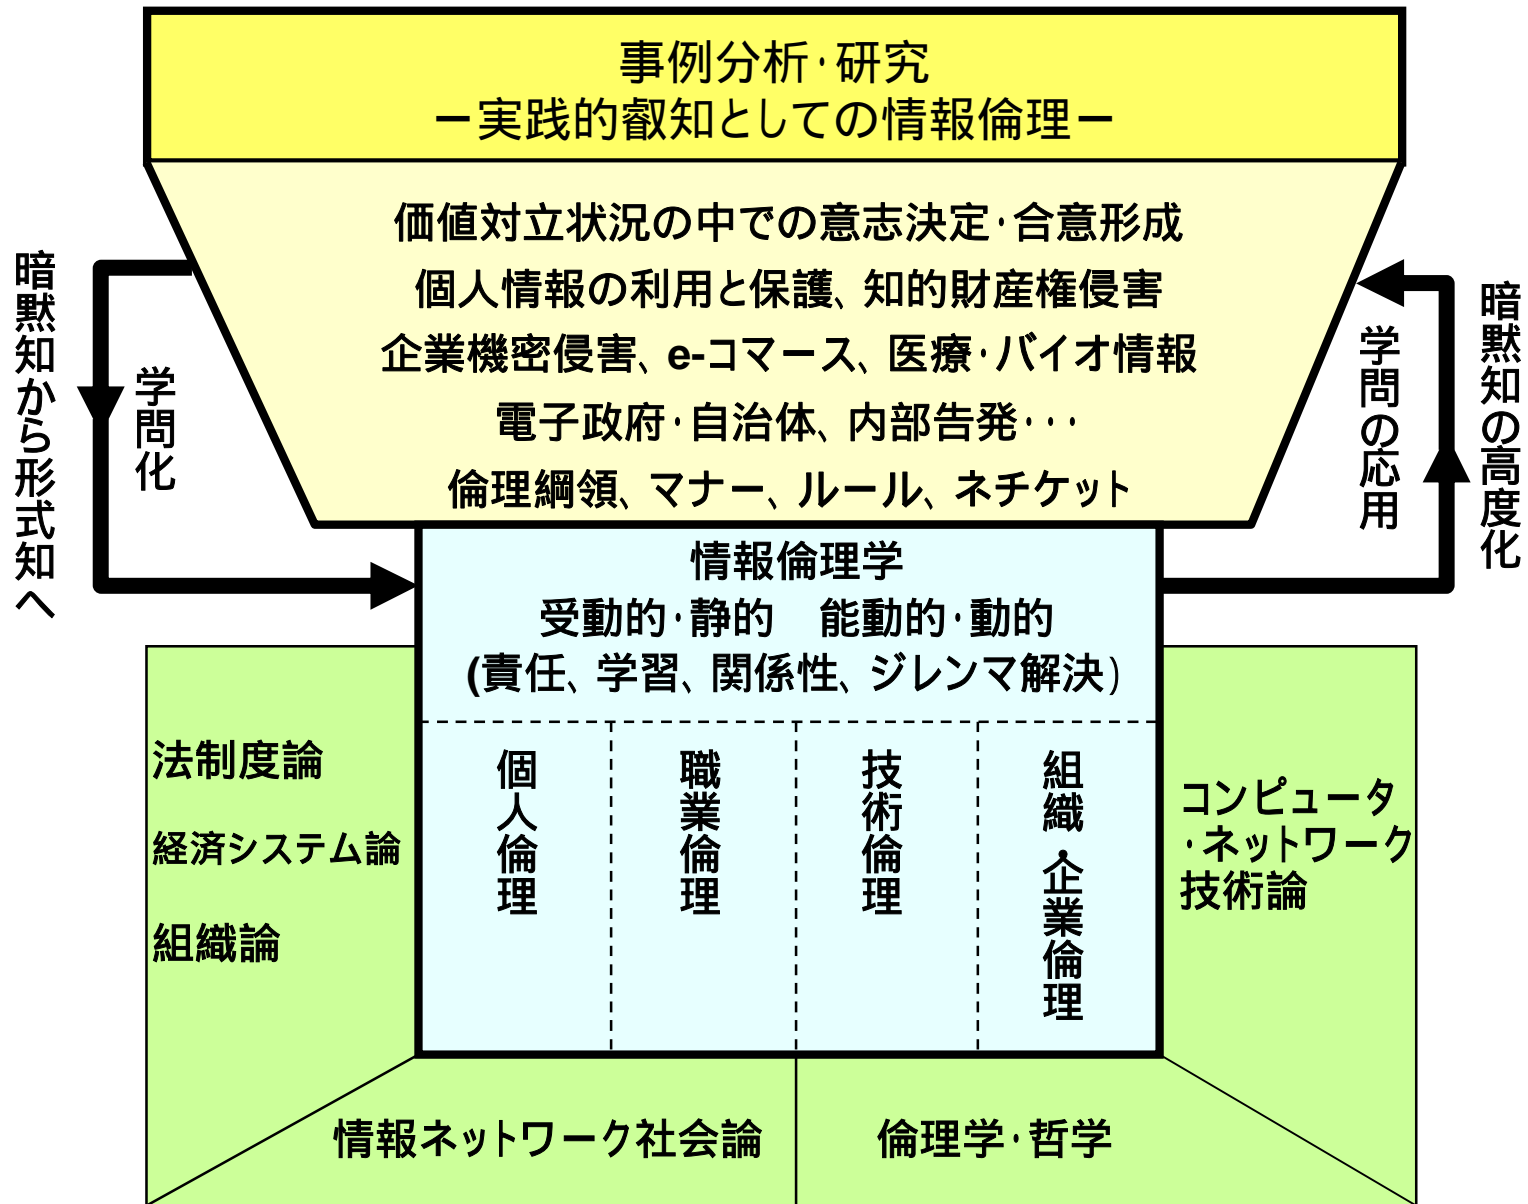 事例分析・研究
ー実践的叡知としての情報倫理ー
価値対立状況の中での意志決定・合意形成
個人情報の利用と保護、知的財産権侵害
企業機密侵害、e-コマース、医療・バイオ情報
電子政府・自治体、内部告発・・・
倫理綱領、マナー、ルール、ネチケット
暗黙知から形式知へ
学問化
学問の応用
暗黙知の高度化
情報倫理学
受動的・静的　能動的・動的
(責任、学習、関係性、ジレンマ解決)
個人倫理
職業倫理
技術倫理
組織・企業倫理
法制度論
経済システム論
組織論
コンピュータ
・ネットワーク
技術論
情報ネットワーク社会論
倫理学・哲学